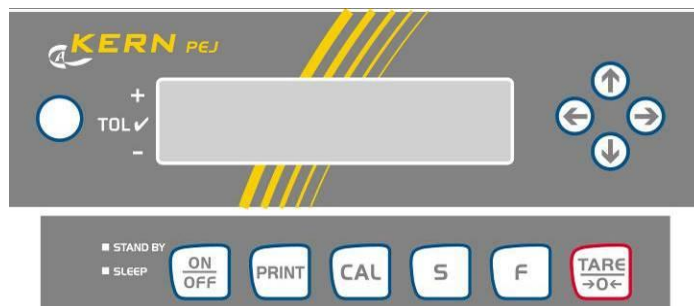 KERN PEJ
+
TOL ✓
−
STAND BY
SLEEP
ON
OFF
PRINT
CAL
S
F
TARE
→0←